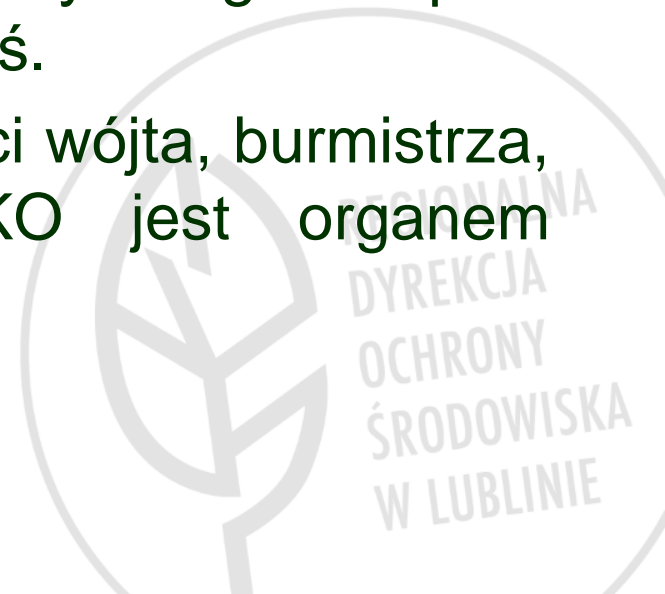 ś.
ci wójta, burmistrza,
KO jest organem
REGIONALNA
DYREKCJA
OCHRONY
ŚRODOWISKA
W LUBLINIE